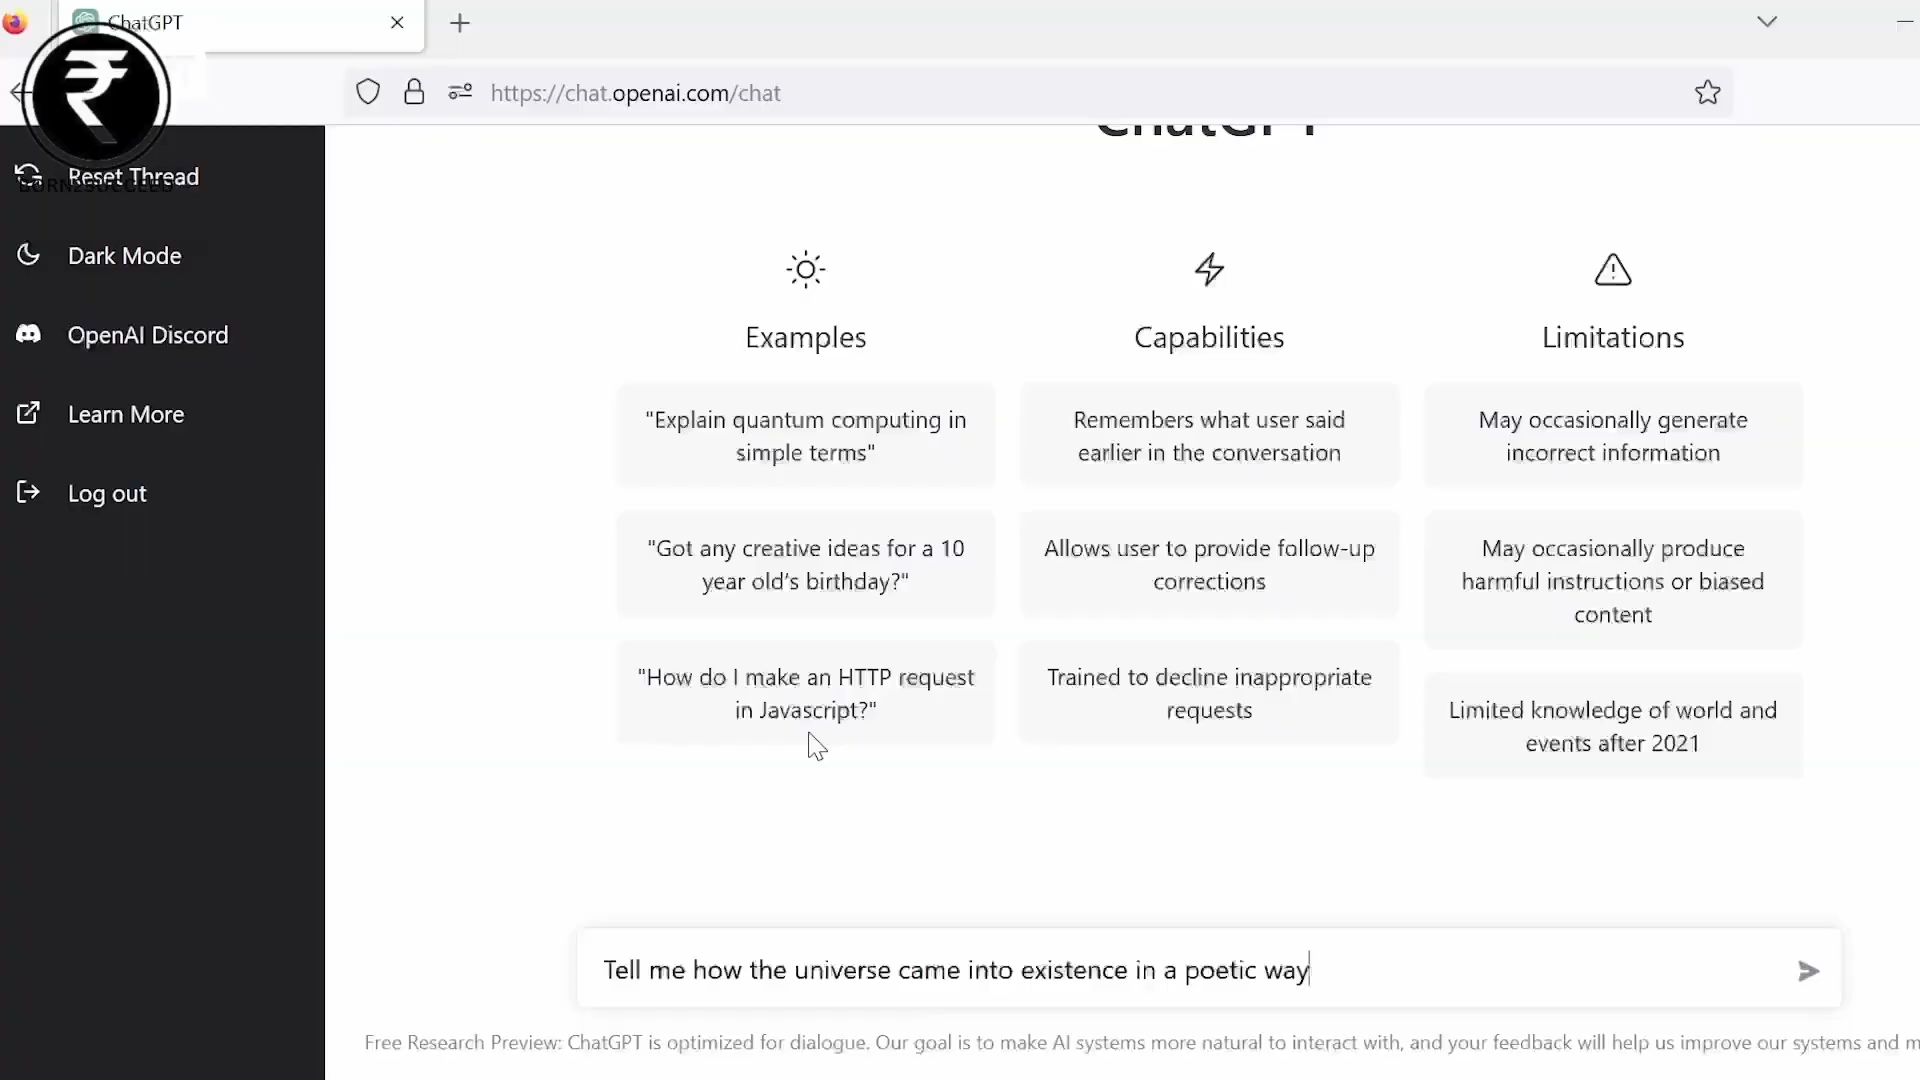 ChatGPT
https://chat.openai.com/chat
ChatGPT
Reset Thread
BORN2SUCCEED
Dark Mode
OpenAI Discord
Learn More
Log out
Examples
"Explain quantum computing in
simple terms"
"Got any creative ideas for a 10
year old's birthday?"
"How do I make an HTTP request
in Javascript?"
Capabilities
Remembers what user said
earlier in the conversation
Allows user to provide follow-up
corrections
Trained to decline inappropriate
requests
Limitations
May occasionally generate
incorrect information
May occasionally produce
harmful instructions or biased
content
Limited knowledge of world and
events after 2021
Tell me how the universe came into existence in a poetic way
Free Research Preview: ChatGPT is optimized for dialogue. Our goal is to make AI systems more natural to interact with, and your feedback will help us improve our systems and m